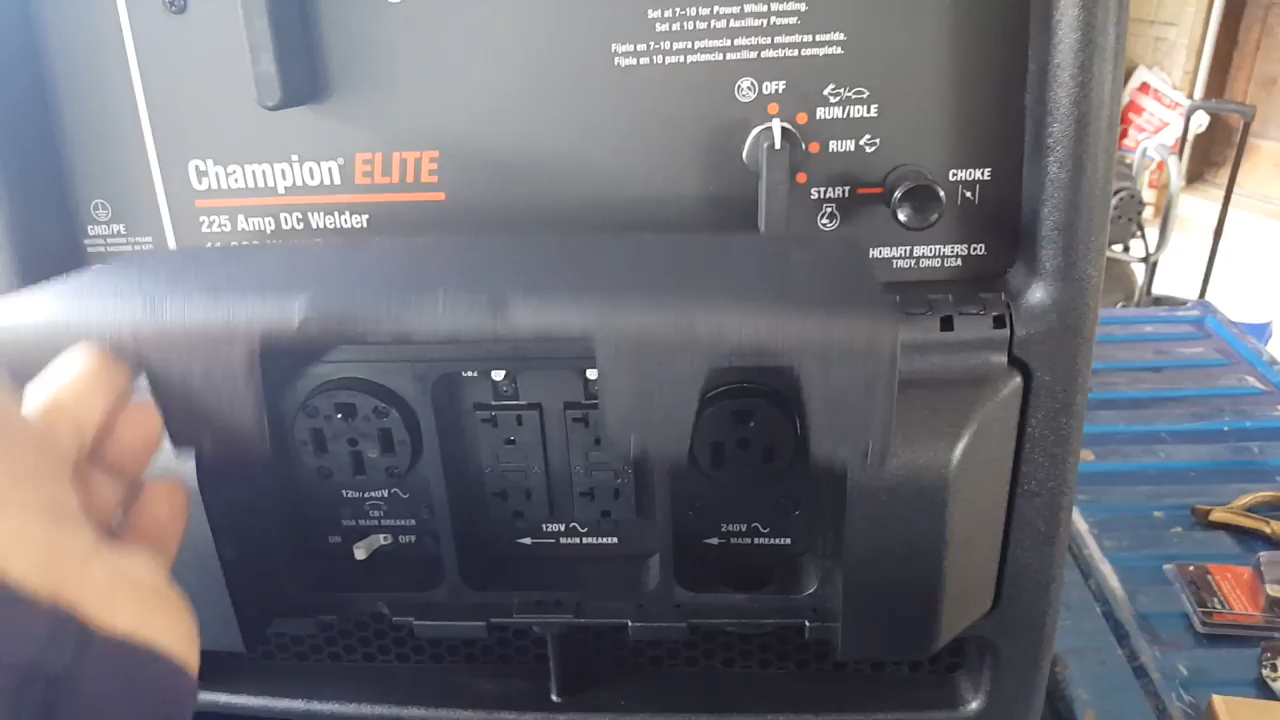 Set at 7-10 for Power While Welding.
Set at 10 for Full Auxiliary Power.
Fíjelo en 7-10 para potencia eléctrica mientras suelda.
Fíjelo en 10 para potencia auxiliar eléctrica completa.
OFF
RUN/IDLE
RUN
START
CHOKE
Champion® ELITE
225 Amp DC Welder
GND/PE
HOBART BROTHERS CO.
TROY, OHIO USA
CB2
120/240V
CB1
MAIN BREAKER
ON OFF
120V
MAIN BREAKER
240V
MAIN BREAKER